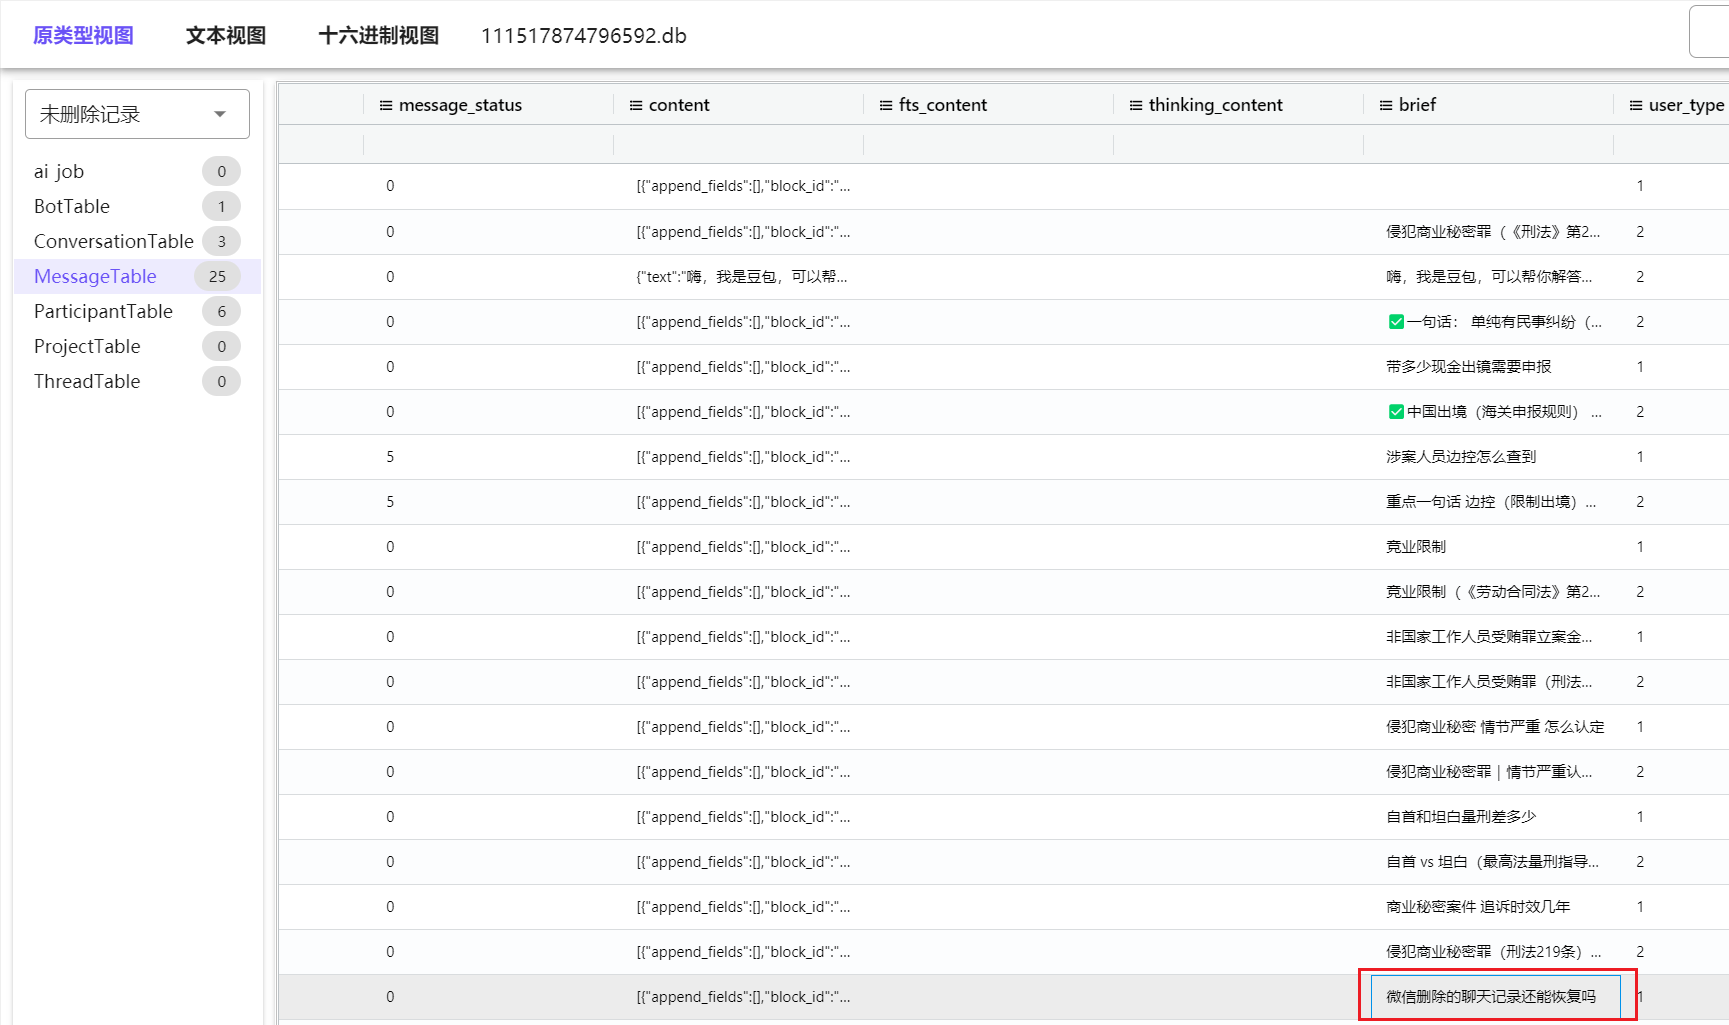 原类型视图 文本视图 十六进制视图 111517874796592.db
未删除记录
ai_job 0
BotTable 1
ConversationTable 3
MessageTable 25
ParticipantTable 6
ProjectTable 0
ThreadTable 0
message_status content fts_content thinking_content brief user_type
0 [{"append_fields":[],"block_id":"... 1
0 [{"append_fields":[],"block_id":"... 侵犯商业秘密罪（《刑法》第2... 2
0 {"text":"嗨，我是豆包，可以帮... 嗨，我是豆包，可以帮你解答... 2
0 [{"append_fields":[],"block_id":"... ✅一句话： 单纯有民事纠纷（... 2
0 [{"append_fields":[],"block_id":"... 带多少现金出镜需要申报 1
0 [{"append_fields":[],"block_id":"... ✅中国出境（海关申报规则） ... 2
5 [{"append_fields":[],"block_id":"... 涉案人员边控怎么查到 1
5 [{"append_fields":[],"block_id":"... 重点一句话 边控（限制出境） ... 2
0 [{"append_fields":[],"block_id":"... 竞业限制 1
0 [{"append_fields":[],"block_id":"... 竞业限制（《劳动合同法》第2... 2
0 [{"append_fields":[],"block_id":"... 非国家工作人员受贿罪立案金... 1
0 [{"append_fields":[],"block_id":"... 非国家工作人员受贿罪（刑法... 2
0 [{"append_fields":[],"block_id":"... 侵犯商业秘密 情节严重 怎么认定 1
0 [{"append_fields":[],"block_id":"... 侵犯商业秘密罪｜情节严重认... 2
0 [{"append_fields":[],"block_id":"... 自首和坦白量刑差多少 1
0 [{"append_fields":[],"block_id":"... 自首 vs 坦白（最高法量刑指导... 2
0 [{"append_fields":[],"block_id":"... 商业秘密案件 追诉时效几年 1
0 [{"append_fields":[],"block_id":"... 侵犯商业秘密罪（刑法219条） ... 2
0 [{"append_fields":[],"block_id":"... 微信删除的聊天记录还能恢复吗 1